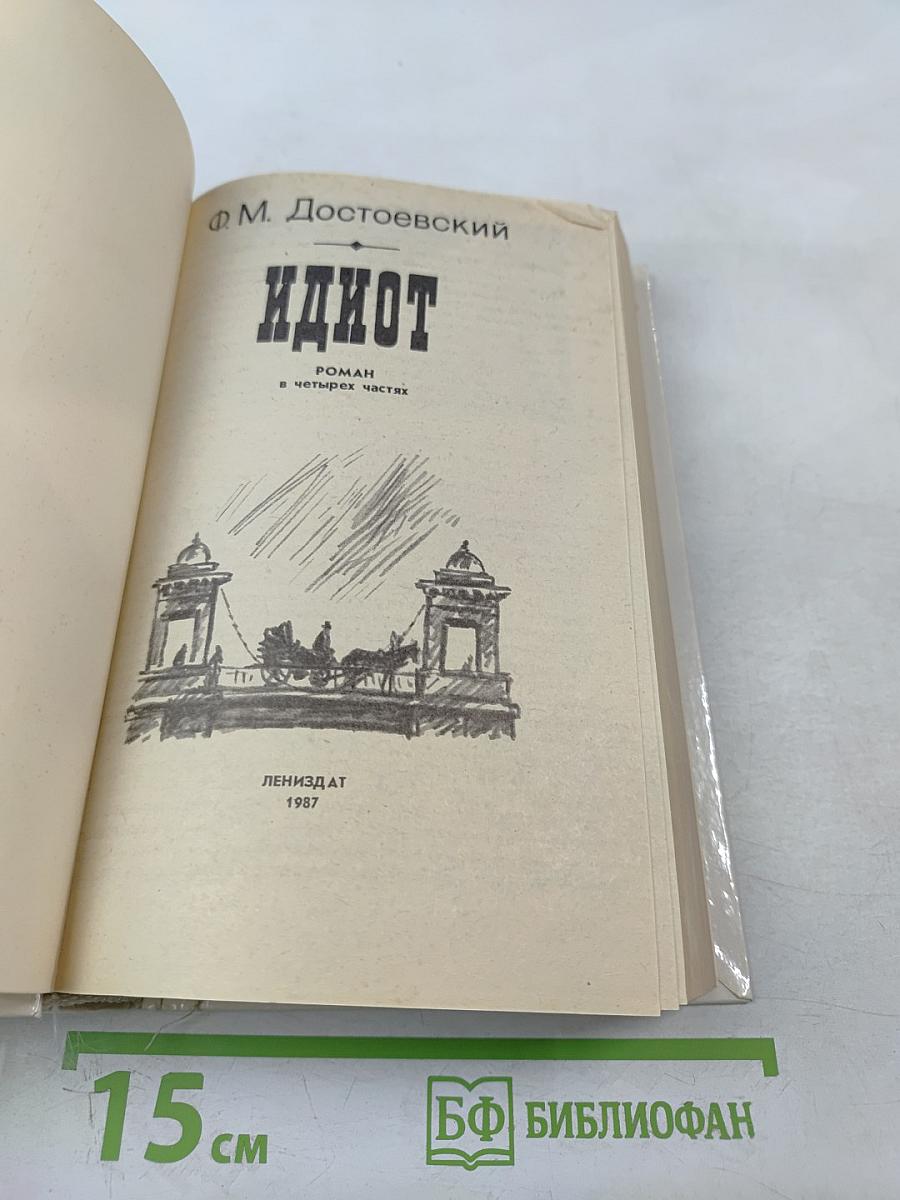 Ф. М. Достоевский
ИДИОТ
РОМАН
в четырех частях
ЛЕНИЗДАТ
1987
15 см
БФ БИБЛИОФАН